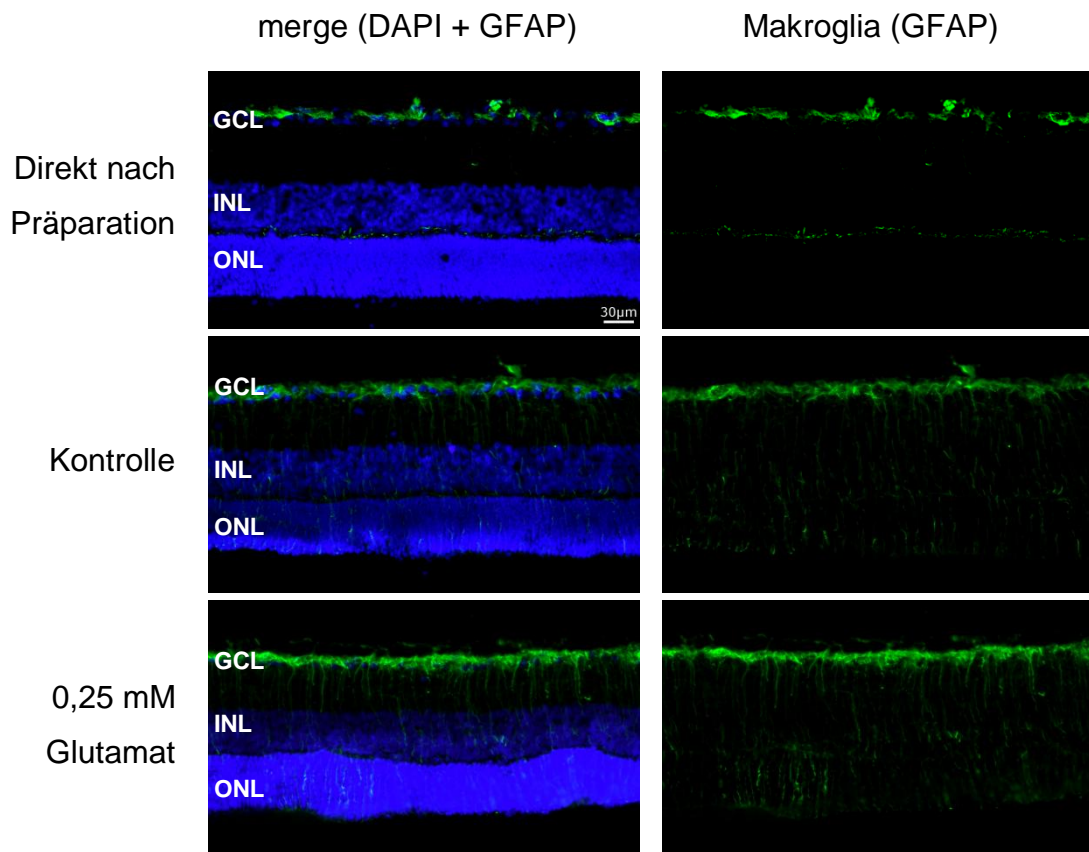 merge (DAPI + GFAP)
Makroglia (GFAP)
Direkt nach
Präparation
GCL
INL
ONL
30µm
Kontrolle
GCL
INL
ONL
0,25 mM
Glutamat
GCL
INL
ONL